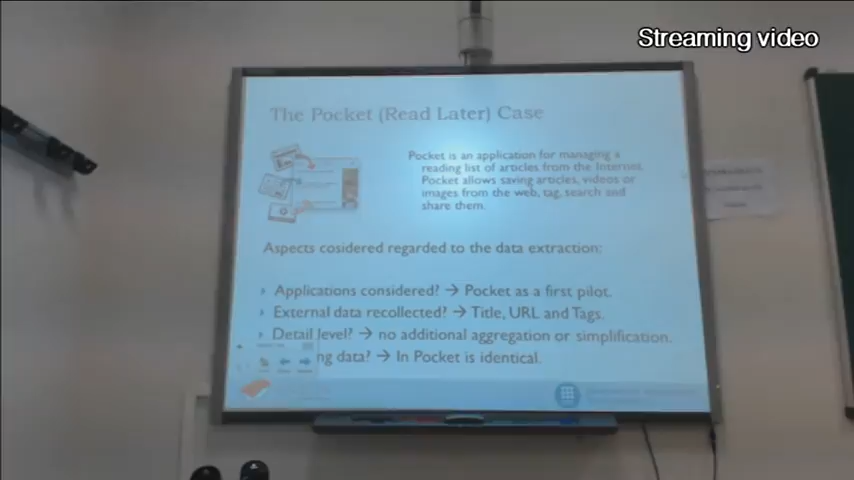 Streaming video
The Pocket (Read Later) Case
Pocket is an application for managing a
reading list of articles from the Internet.
Pocket allows saving articles, videos or
images from the web, tag, search and
share them.
Aspects cosidered regarded to the data extraction:
Applications considered? → Pocket as a first pilot.
External data recollected? → Title, URL and Tags.
Detail level? → no additional aggregation or simplification.
ng data? → In Pocket is identical.